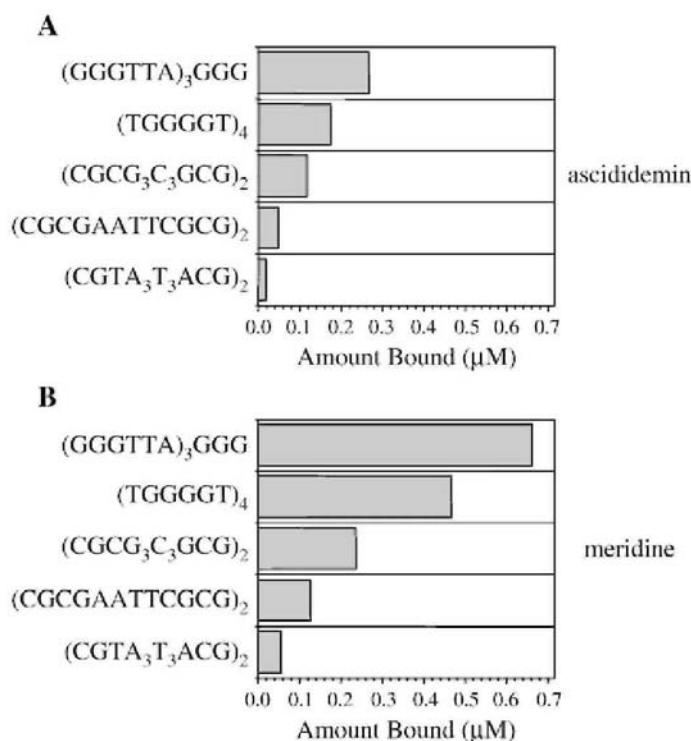 A
(GGGTTA)₃GGG
(TGGGGT)₄
(CGCG₃C₃GCG)₂
(CGCGAATTCGCG)₂
(CGTA₃T₃ACG)₂
ascididemin
0.0 0.1 0.2 0.3 0.4 0.5 0.6 0.7
Amount Bound (μM)
B
(GGGTTA)₃GGG
(TGGGGT)₄
(CGCG₃C₃GCG)₂
(CGCGAATTCGCG)₂
(CGTA₃T₃ACG)₂
meridine
0.0 0.1 0.2 0.3 0.4 0.5 0.6 0.7
Amount Bound (μM)